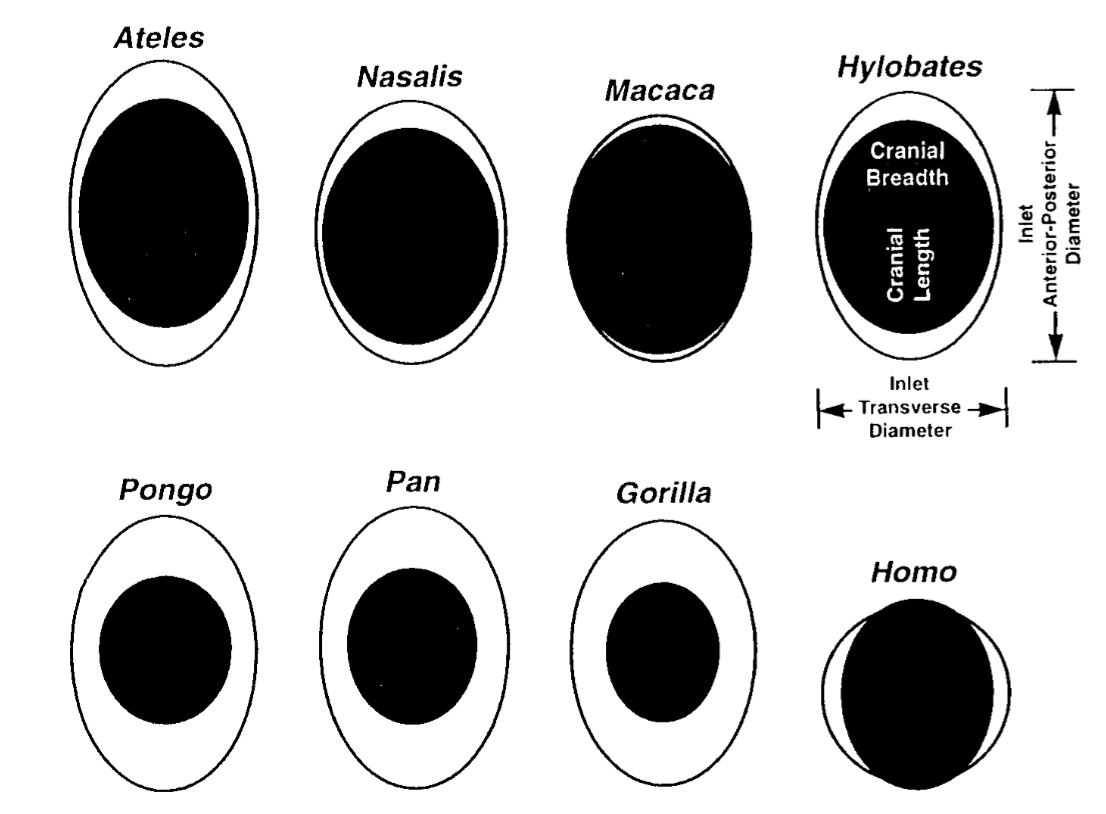 Ateles
Nasalis
Macaca
Hylobates
Cranial
Breadth
Cranial
Length
Inlet
Anterior-Posterior
Diameter
Inlet
Transverse
Diameter
Pongo
Pan
Gorilla
Homo